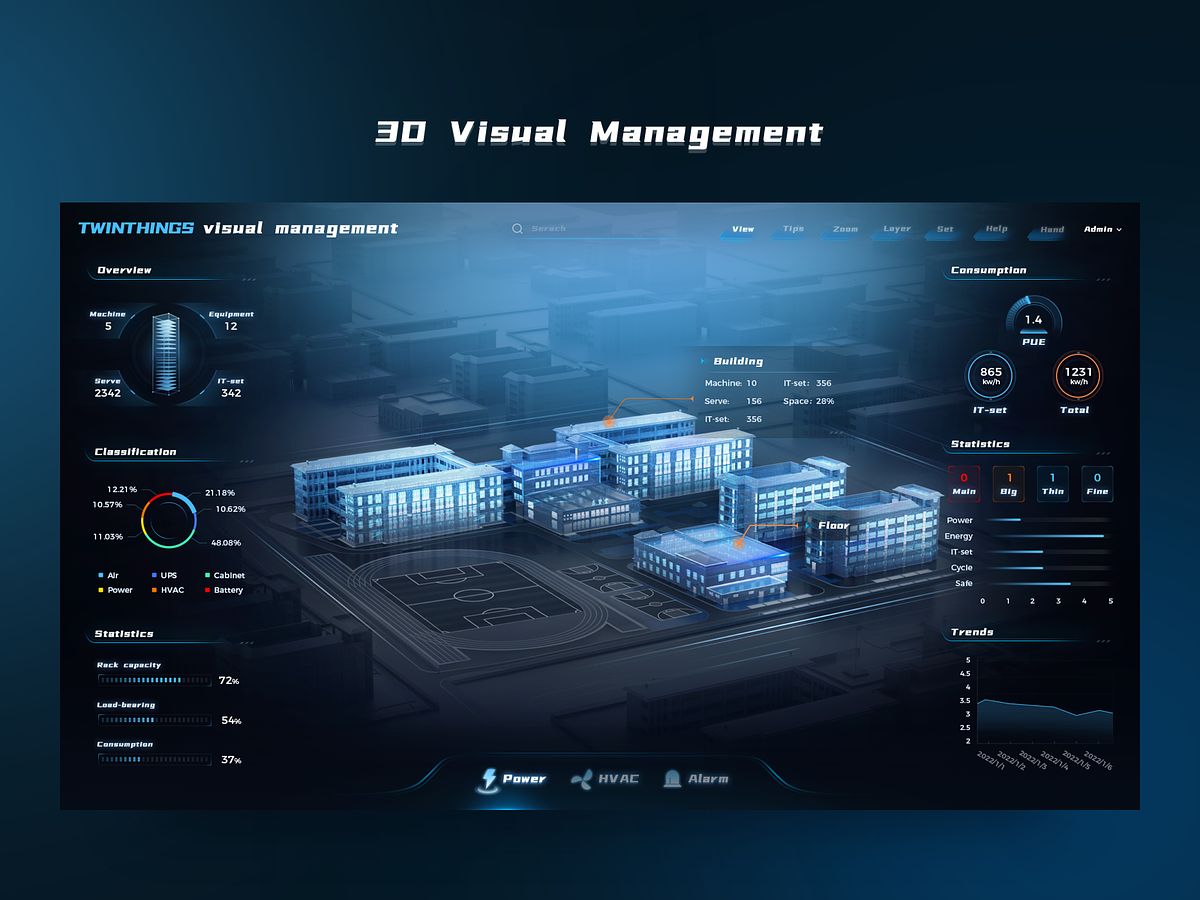 3D Visual Management
TWINTHINGS visual management
Serach
View
Tips
Zoom
Layer
Set
Help
Hand
Admin
Overview
Machine
5
Equipment
12
Serve
2342
IT-set
342
Classification
12.21%
21.18%
10.57%
10.62%
11.03%
48.08%
Air
UPS
Cabinet
Power
HVAC
Battery
Statistics
Rack capacity
72%
Load-bearing
54%
Consumption
37%
Building
Machine: 10
IT-set: 356
Serve: 156
Space: 28%
IT-set: 356
Floor
Power
HVAC
Alarm
Consumption
1.4
PUE
865
kw/h
IT-set
1231
kw/h
Total
Statistics
0
Main
1
Big
1
Thin
0
Fine
Power
Energy
IT-set
Cycle
Safe
0 1 2 3 4 5
Trends
5
4.5
4
3.5
3
2.5
2
2022/1/1
2022/1/2
2022/1/3
2022/1/4
2022/1/5
2022/1/6